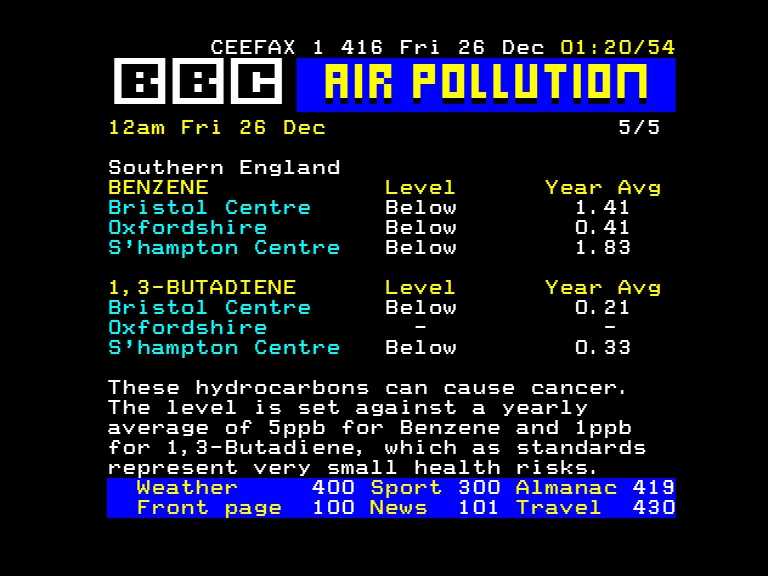 CEEFAX 1 416 Fri 26 Dec 01:20/54
BBC AIR POLLUTION
12am Fri 26 Dec 5/5
Southern England
BENZENE Level Year Avg
Bristol Centre Below 1.41
Oxfordshire Below 0.41
S'hampton Centre Below 1.83
1,3-BUTADIENE Level Year Avg
Bristol Centre Below 0.21
Oxfordshire - -
S'hampton Centre Below 0.33
These hydrocarbons can cause cancer.
The level is set against a yearly
average of 5ppb for Benzene and 1ppb
for 1,3-Butadiene, which as standards
represent very small health risks.
Weather 400 Sport 300 Almanac 419
Front page 100 News 101 Travel 430